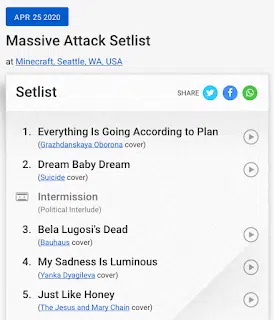 APR 25 2020
Massive Attack Setlist
at Minecraft, Seattle, WA, USA
Setlist
SHARE
1. Everything Is Going According to Plan
(Grazhdanskaya Oborona cover)
2. Dream Baby Dream
(Suicide cover)
Intermission
(Political Interlude)
3. Bela Lugosi's Dead
(Bauhaus cover)
4. My Sadness Is Luminous
(Yanka Dyagileva cover)
5. Just Like Honey
(The Jesus and Mary Chain cover)